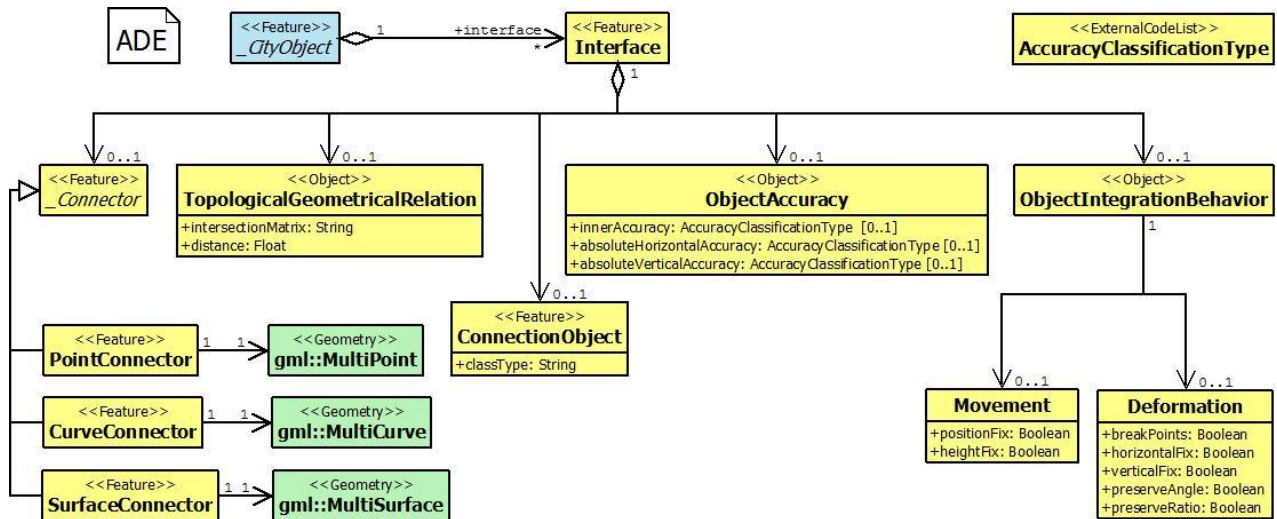 ADE
<<Feature>>
_CityObject
1
+interface
*
<<Feature>>
Interface
1
<<ExternalCodeList>>
AccuracyClassificationType
0..1
0..1
0..1
0..1
<<Feature>>
_Connector
<<Object>>
TopologicalGeometricalRelation
+intersectionMatrix: String
+distance: Float
<<Object>>
ObjectAccuracy
+innerAccuracy: AccuracyClassificationType [0..1]
+absoluteHorizontalAccuracy: AccuracyClassificationType [0..1]
+absoluteVerticalAccuracy: AccuracyClassificationType [0..1]
<<Object>>
ObjectIntegrationBehavior
1
0..1
<<Feature>>
ConnectionObject
+classType: String
<<Feature>>
PointConnector
1 1
<<Geometry>>
gml::MultiPoint
<<Feature>>
CurveConnector
1 1
<<Geometry>>
gml::MultiCurve
<<Feature>>
SurfaceConnector
1 1
<<Geometry>>
gml::MultiSurface
0..1
0..1
Movement
+positionFix: Boolean
+heightFix: Boolean
Deformation
+breakPoints: Boolean
+horizontalFix: Boolean
+verticalFix: Boolean
+preserveAngle: Boolean
+preserveRatio: Boolean